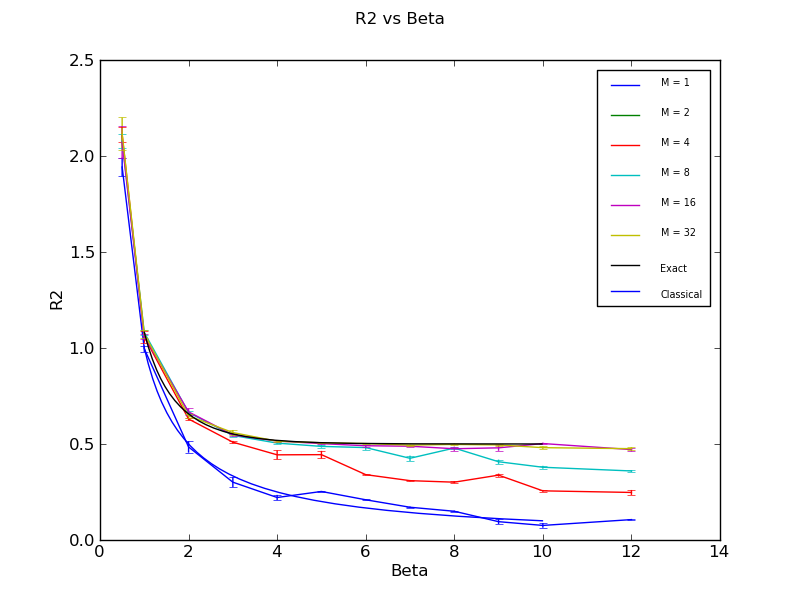 R2 vs Beta
2.5
2.0
1.5
1.0
0.5
0.0
R2
0
2
4
6
8
10
12
14
Beta
M = 1
M = 2
M = 4
M = 8
M = 16
M = 32
Exact
Classical